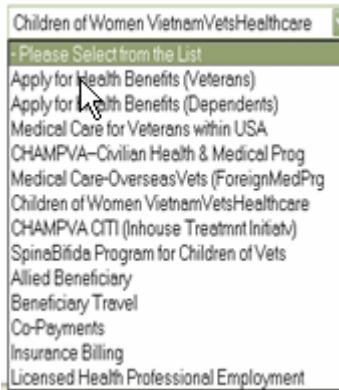 Children of Women VietnamVetsHealthcare
- Please Select from the List
Apply for Health Benefits (Veterans)
Apply for Health Benefits (Dependents)
Medical Care for Veterans within USA
CHAMPVA–Civilian Health & Medical Prog
Medical Care-OverseasVets (ForeignMedPrg
Children of Women VietnamVetsHealthcare
CHAMPVA CITI (Inhouse Treatmnt Initiatv)
SpinaBifida Program for Children of Vets
Allied Beneficiary
Beneficiary Travel
Co-Payments
Insurance Billing
Licensed Health Professional Employment